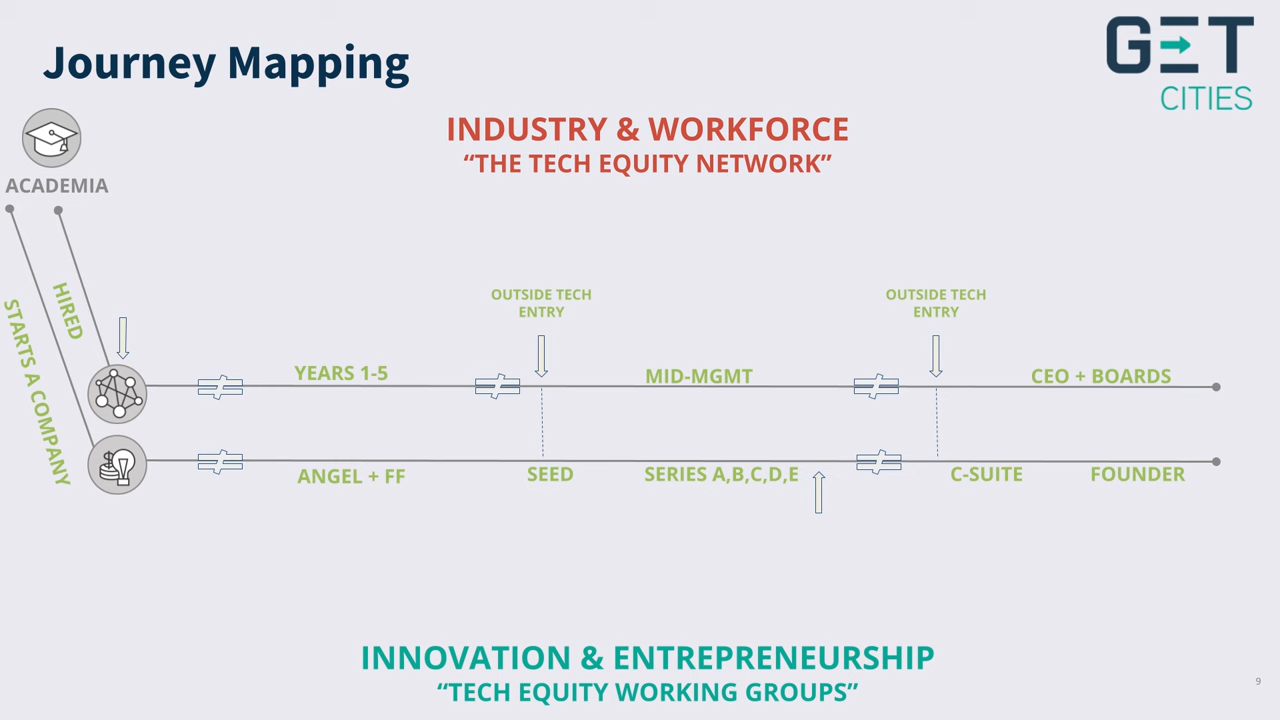 Journey Mapping
GET
CITIES
INDUSTRY & WORKFORCE
“THE TECH EQUITY NETWORK”
ACADEMIA
HIRED
STARTS A COMPANY
OUTSIDE TECH
ENTRY
OUTSIDE TECH
ENTRY
YEARS 1-5
MID-MGMT
CEO + BOARDS
ANGEL + FF
SEED
SERIES A,B,C,D,E
C-SUITE
FOUNDER
INNOVATION & ENTREPRENEURSHIP
“TECH EQUITY WORKING GROUPS”
9